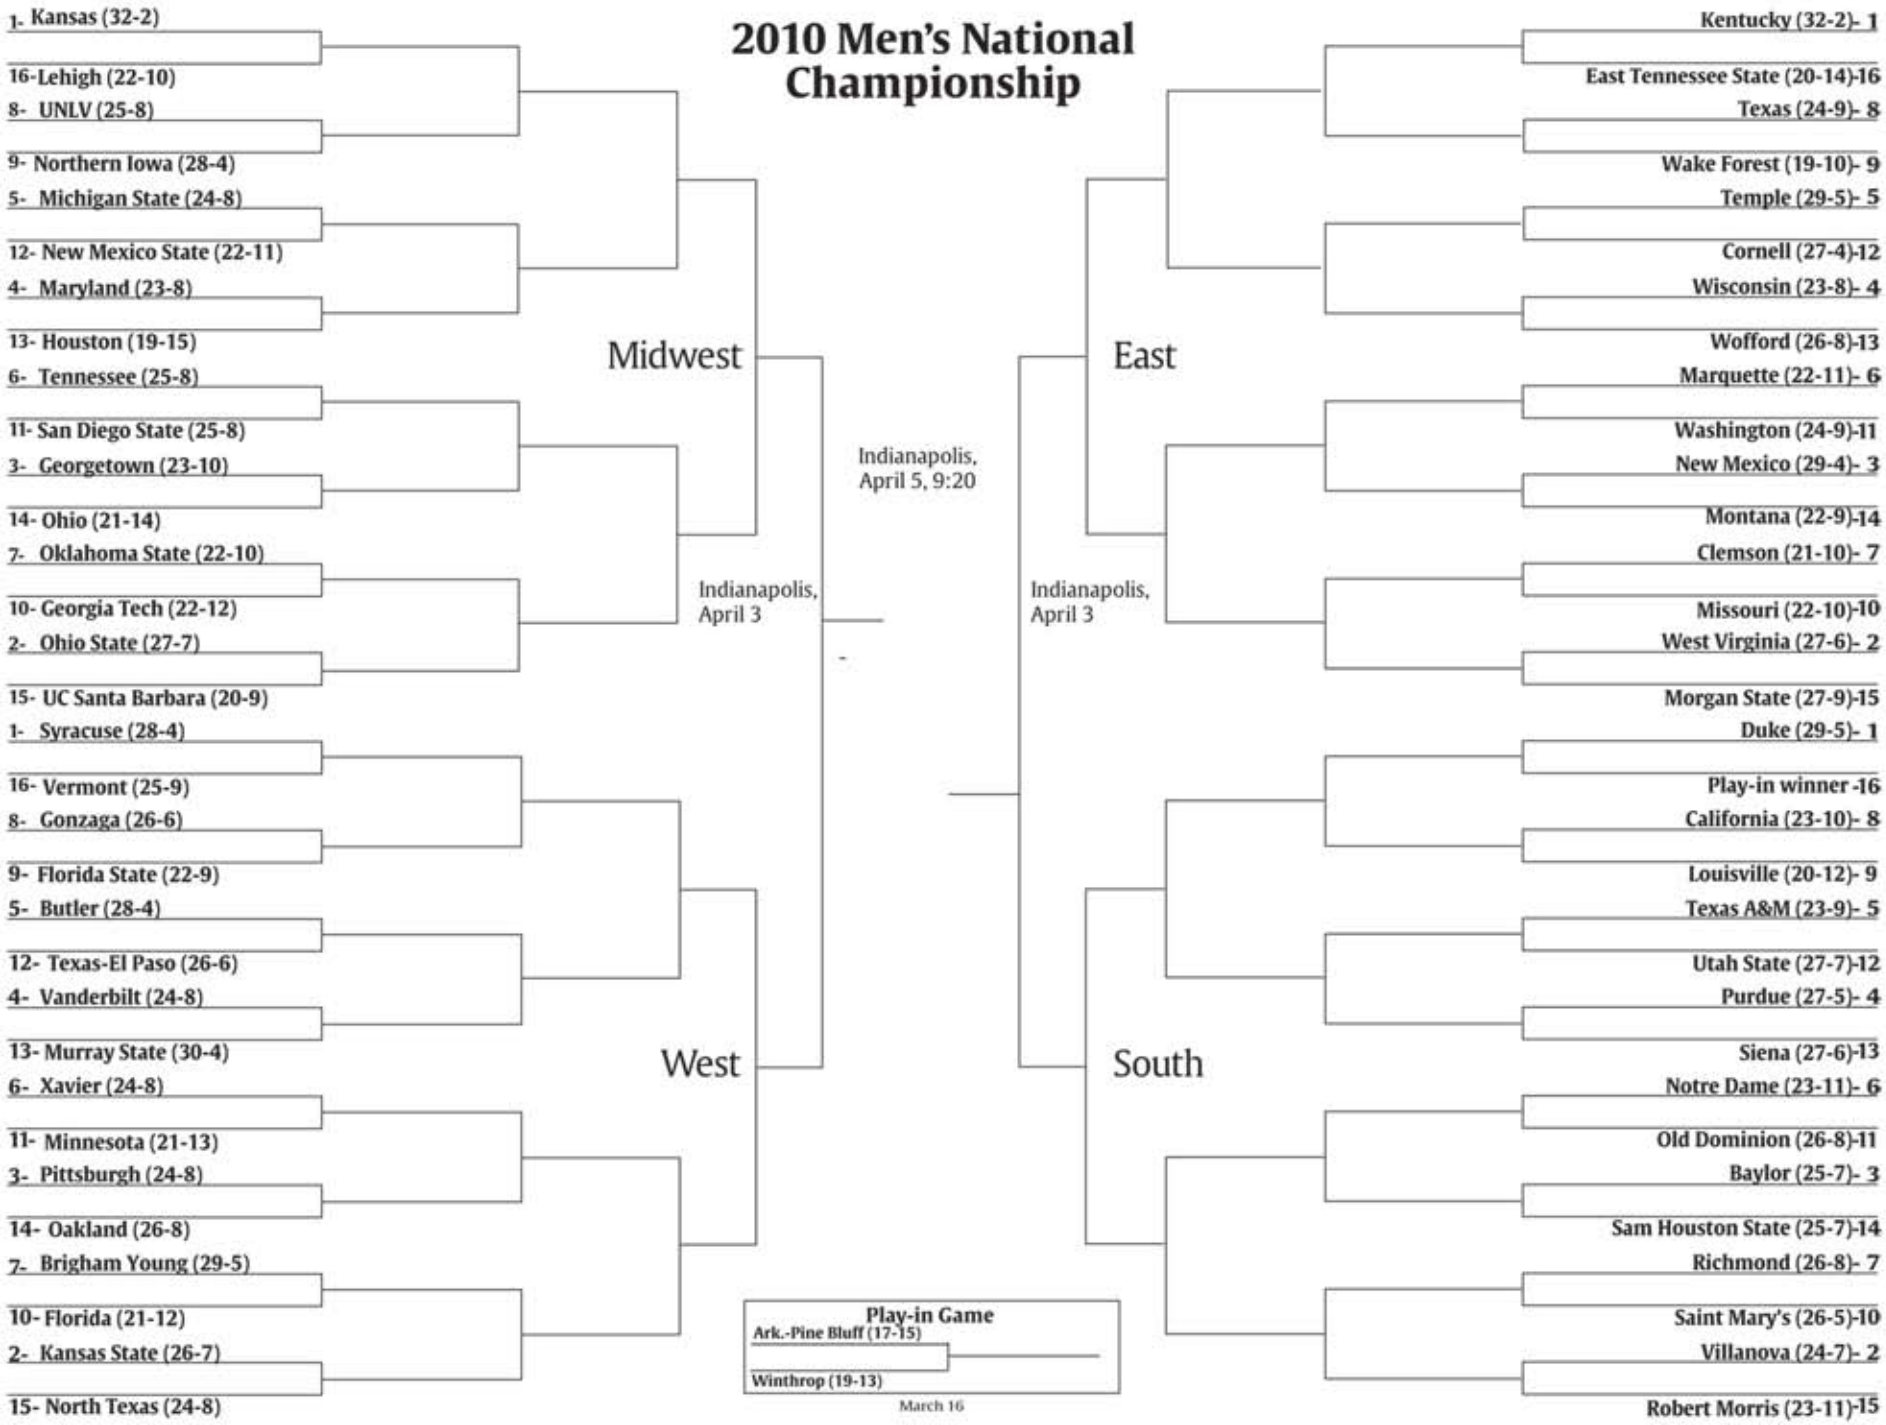 2010 Men's National
Championship
1- Kansas (32-2)
16-Lehigh (22-10)
8- UNLV (25-8)
9- Northern Iowa (28-4)
5- Michigan State (24-8)
12- New Mexico State (22-11)
4- Maryland (23-8)
13- Houston (19-15)
6- Tennessee (25-8)
11- San Diego State (25-8)
3- Georgetown (23-10)
14- Ohio (21-14)
7- Oklahoma State (22-10)
10- Georgia Tech (22-12)
2- Ohio State (27-7)
15- UC Santa Barbara (20-9)
Midwest
1- Syracuse (28-4)
16- Vermont (25-9)
8- Gonzaga (26-6)
9- Florida State (22-9)
5- Butler (28-4)
12- Texas-El Paso (26-6)
4- Vanderbilt (24-8)
13- Murray State (30-4)
6- Xavier (24-8)
11- Minnesota (21-13)
3- Pittsburgh (24-8)
14- Oakland (26-8)
7- Brigham Young (29-5)
10- Florida (21-12)
2- Kansas State (26-7)
15- North Texas (24-8)
West
Indianapolis,
April 3
Indianapolis,
April 5, 9:20
-
Indianapolis,
April 3
Kentucky (32-2)- 1
East Tennessee State (20-14)-16
Texas (24-9)- 8
Wake Forest (19-10)- 9
Temple (29-5)- 5
Cornell (27-4)-12
Wisconsin (23-8)- 4
Wofford (26-8)-13
Marquette (22-11)- 6
Washington (24-9)-11
New Mexico (29-4)- 3
Montana (22-9)-14
Clemson (21-10)- 7
Missouri (22-10)-10
West Virginia (27-6)- 2
Morgan State (27-9)-15
East
Duke (29-5)- 1
Play-in winner -16
California (23-10)- 8
Louisville (20-12)- 9
Texas A&M (23-9)- 5
Utah State (27-7)-12
Purdue (27-5)- 4
Siena (27-6)-13
Notre Dame (23-11)- 6
Old Dominion (26-8)-11
Baylor (25-7)- 3
Sam Houston State (25-7)-14
Richmond (26-8)- 7
Saint Mary's (26-5)-10
Villanova (24-7)- 2
Robert Morris (23-11)-15
South
Play-in Game
Ark.-Pine Bluff (17-15)
Winthrop (19-13)
March 16